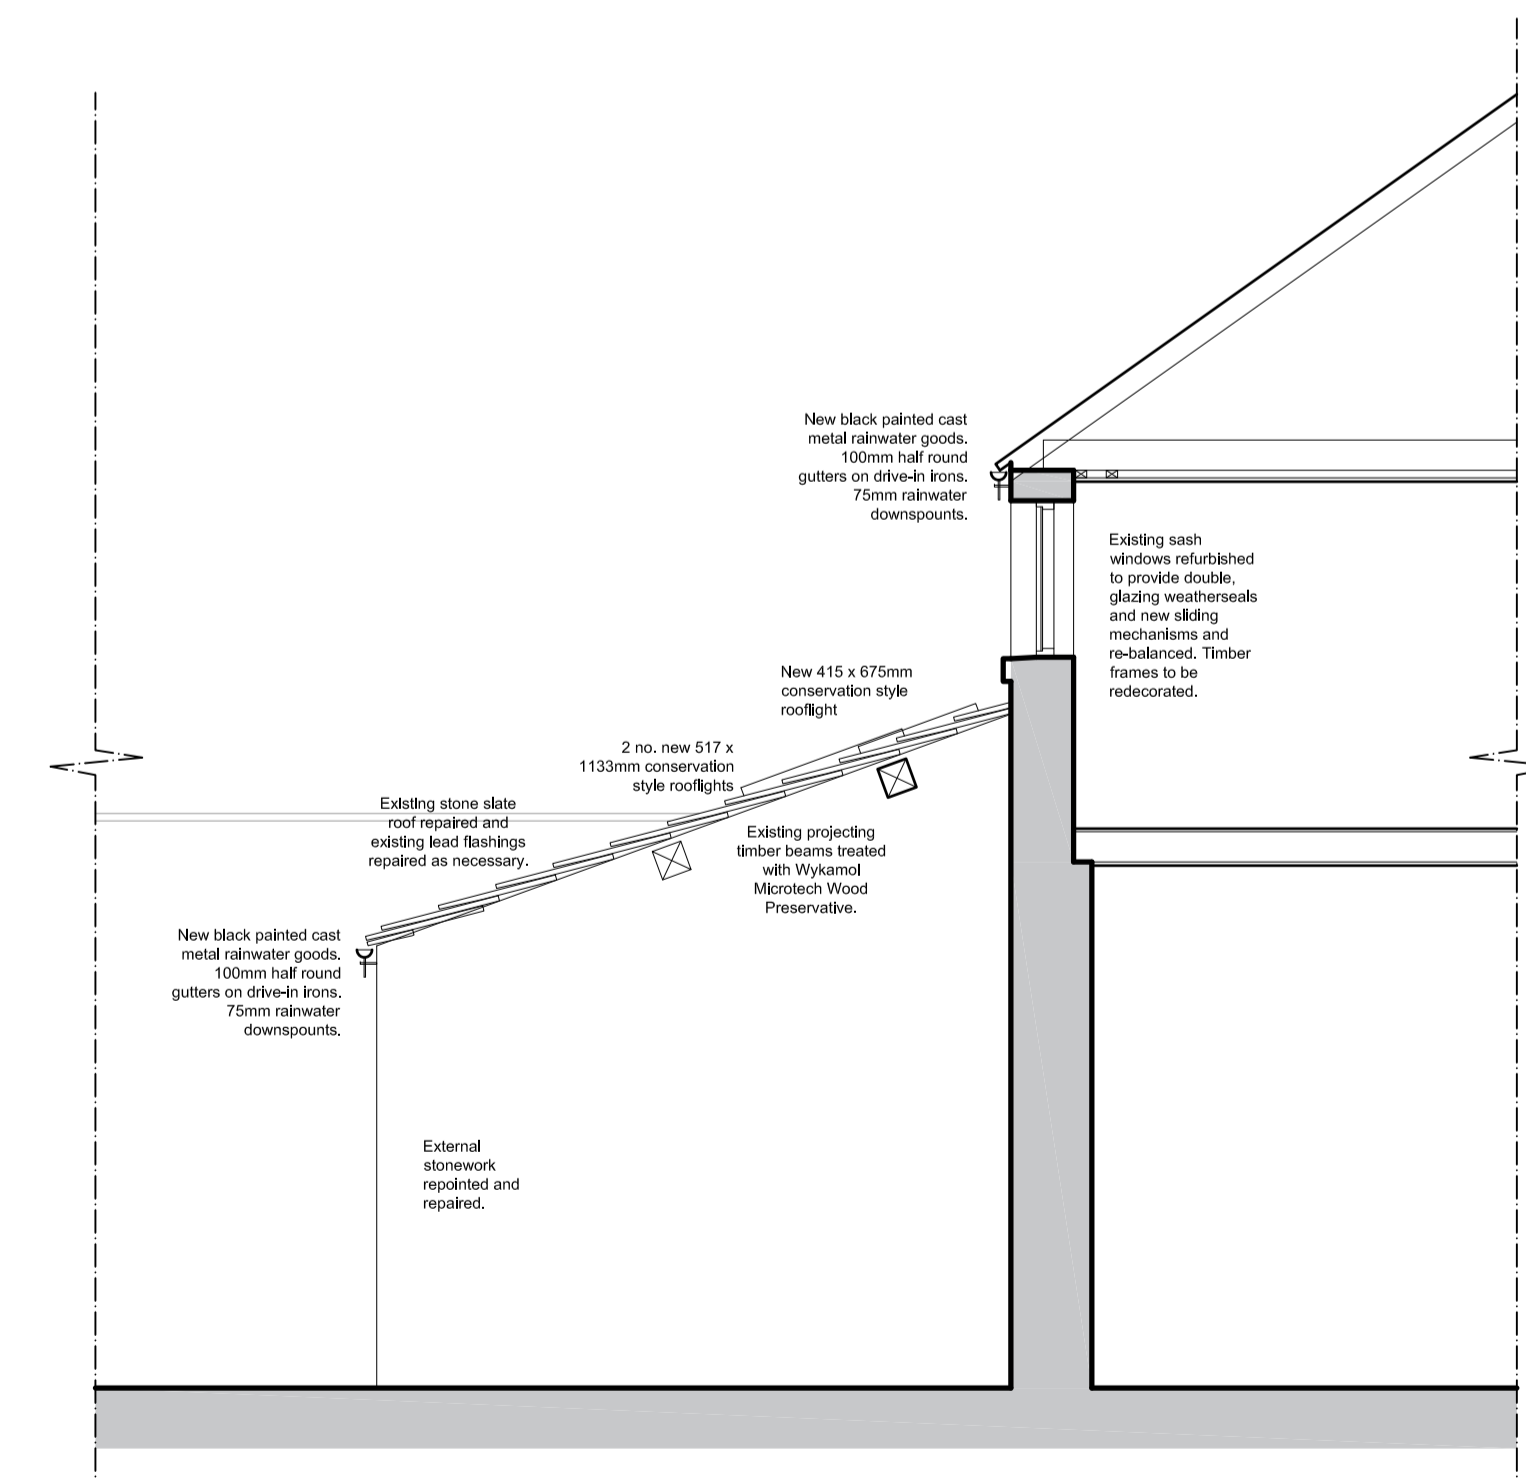 New black painted cast
metal rainwater goods.
100mm half round
gutters on drive-in irons.
75mm rainwater
downspounts.
Existing sash
windows refurbished
to provide double,
glazing weatherseals
and new sliding
mechanisms and
re-balanced. Timber
frames to be
redecorated.
New 415 x 675mm
conservation style
rooflight
2 no. new 517 x
1133mm conservation
style rooflights
Existing stone slate
roof repaired and
existing lead flashings
repaired as necessary.
Existing projecting
timber beams treated
with Wykamol
Microtech Wood
Preservative.
New black painted cast
metal rainwater goods.
100mm half round
gutters on drive-in irons.
75mm rainwater
downspounts.
External
stonework
repointed and
repaired.